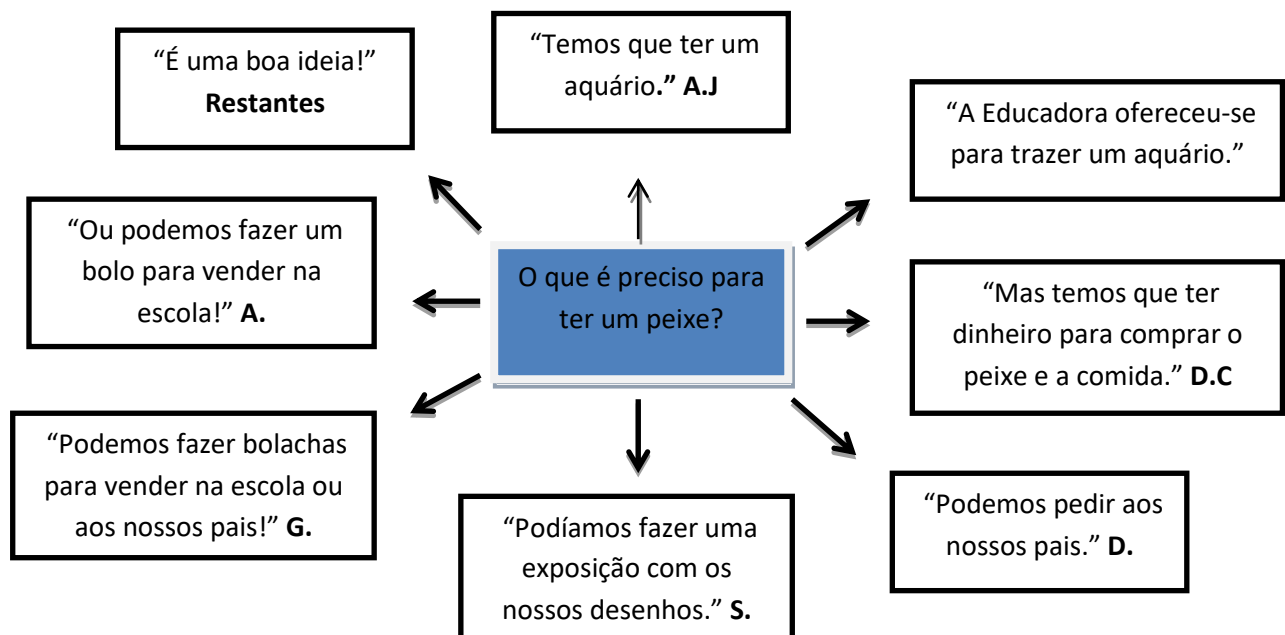 “É uma boa ideia!”
Restantes
“Temos que ter um
aquário.” A.J
“A Educadora ofereceu-se
para trazer um aquário.”
“Ou podemos fazer um
bolo para vender na
escola!” A.
O que é preciso para
ter um peixe?
“Mas temos que ter
dinheiro para comprar o
peixe e a comida.” D.C
“Podemos fazer bolachas
para vender na escola ou
aos nossos pais!” G.
“Podíamos fazer uma
exposição com os
nossos desenhos.” S.
“Podemos pedir aos
nossos pais.” D.